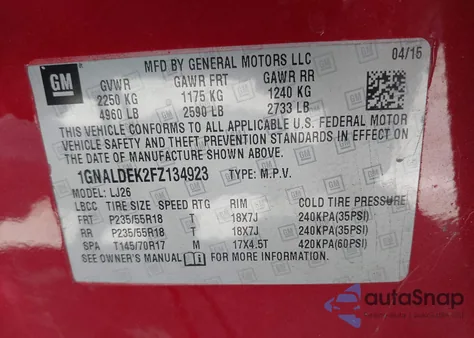 MFD BY GENERAL MOTORS LLC 04/15
GM
GVWR GAWR FRT GAWR RR
2250 KG 1175 KG 1240 KG
4960 LB 2590 LB 2733 LB
THIS VEHICLE CONFORMS TO ALL APPLICABLE U.S. FEDERAL MOTOR
VEHICLE SAFETY AND THEFT PREVENTION STANDARDS IN EFFECT ON
THE DATE OF MANUFACTURE SHOWN ABOVE.
1GNALDEK2FZ134923 TYPE: M.P.V.
MODEL: LJ26
LBCC TIRE SIZE SPEED RTG RIM COLD TIRE PRESSURE
FRT P235/55R18 T 18X7J 240KPA(35PSI)
RR P235/55R18 T 18X7J 240KPA(35PSI)
SPA T145/70R17 M 17X4.5T 420KPA(60PSI)
SEE OWNER'S MANUAL FOR MORE INFORMATION.
autoSnap